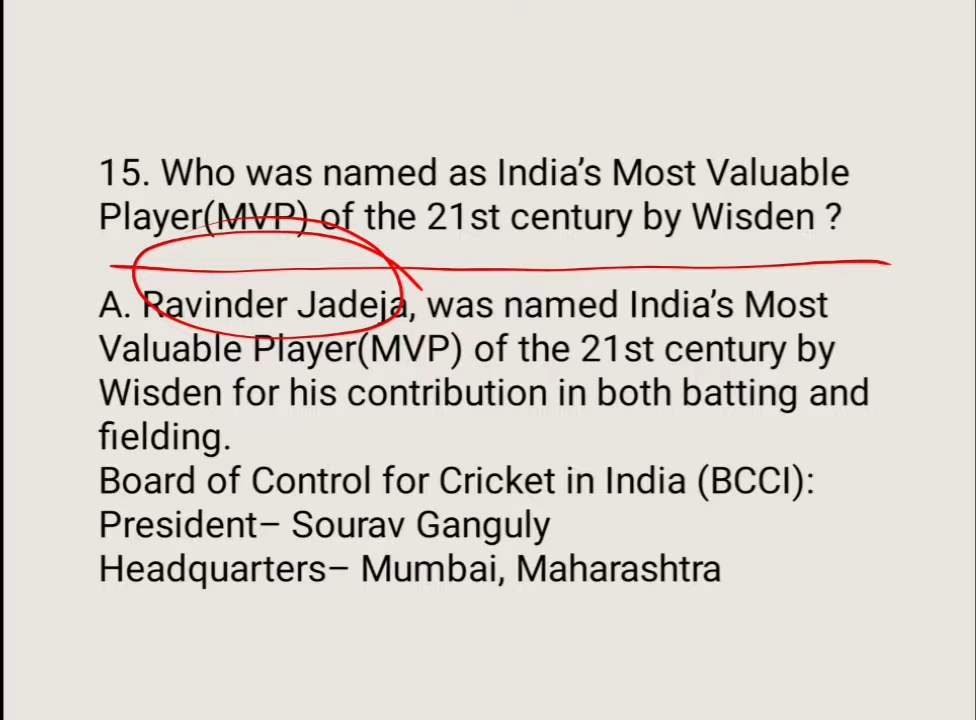 15. Who was named as India's Most Valuable
Player(MVP) of the 21st century by Wisden ?
A. Ravinder Jadeja, was named India's Most
Valuable Player(MVP) of the 21st century by
Wisden for his contribution in both batting and
fielding.
Board of Control for Cricket in India (BCCI):
President– Sourav Ganguly
Headquarters– Mumbai, Maharashtra